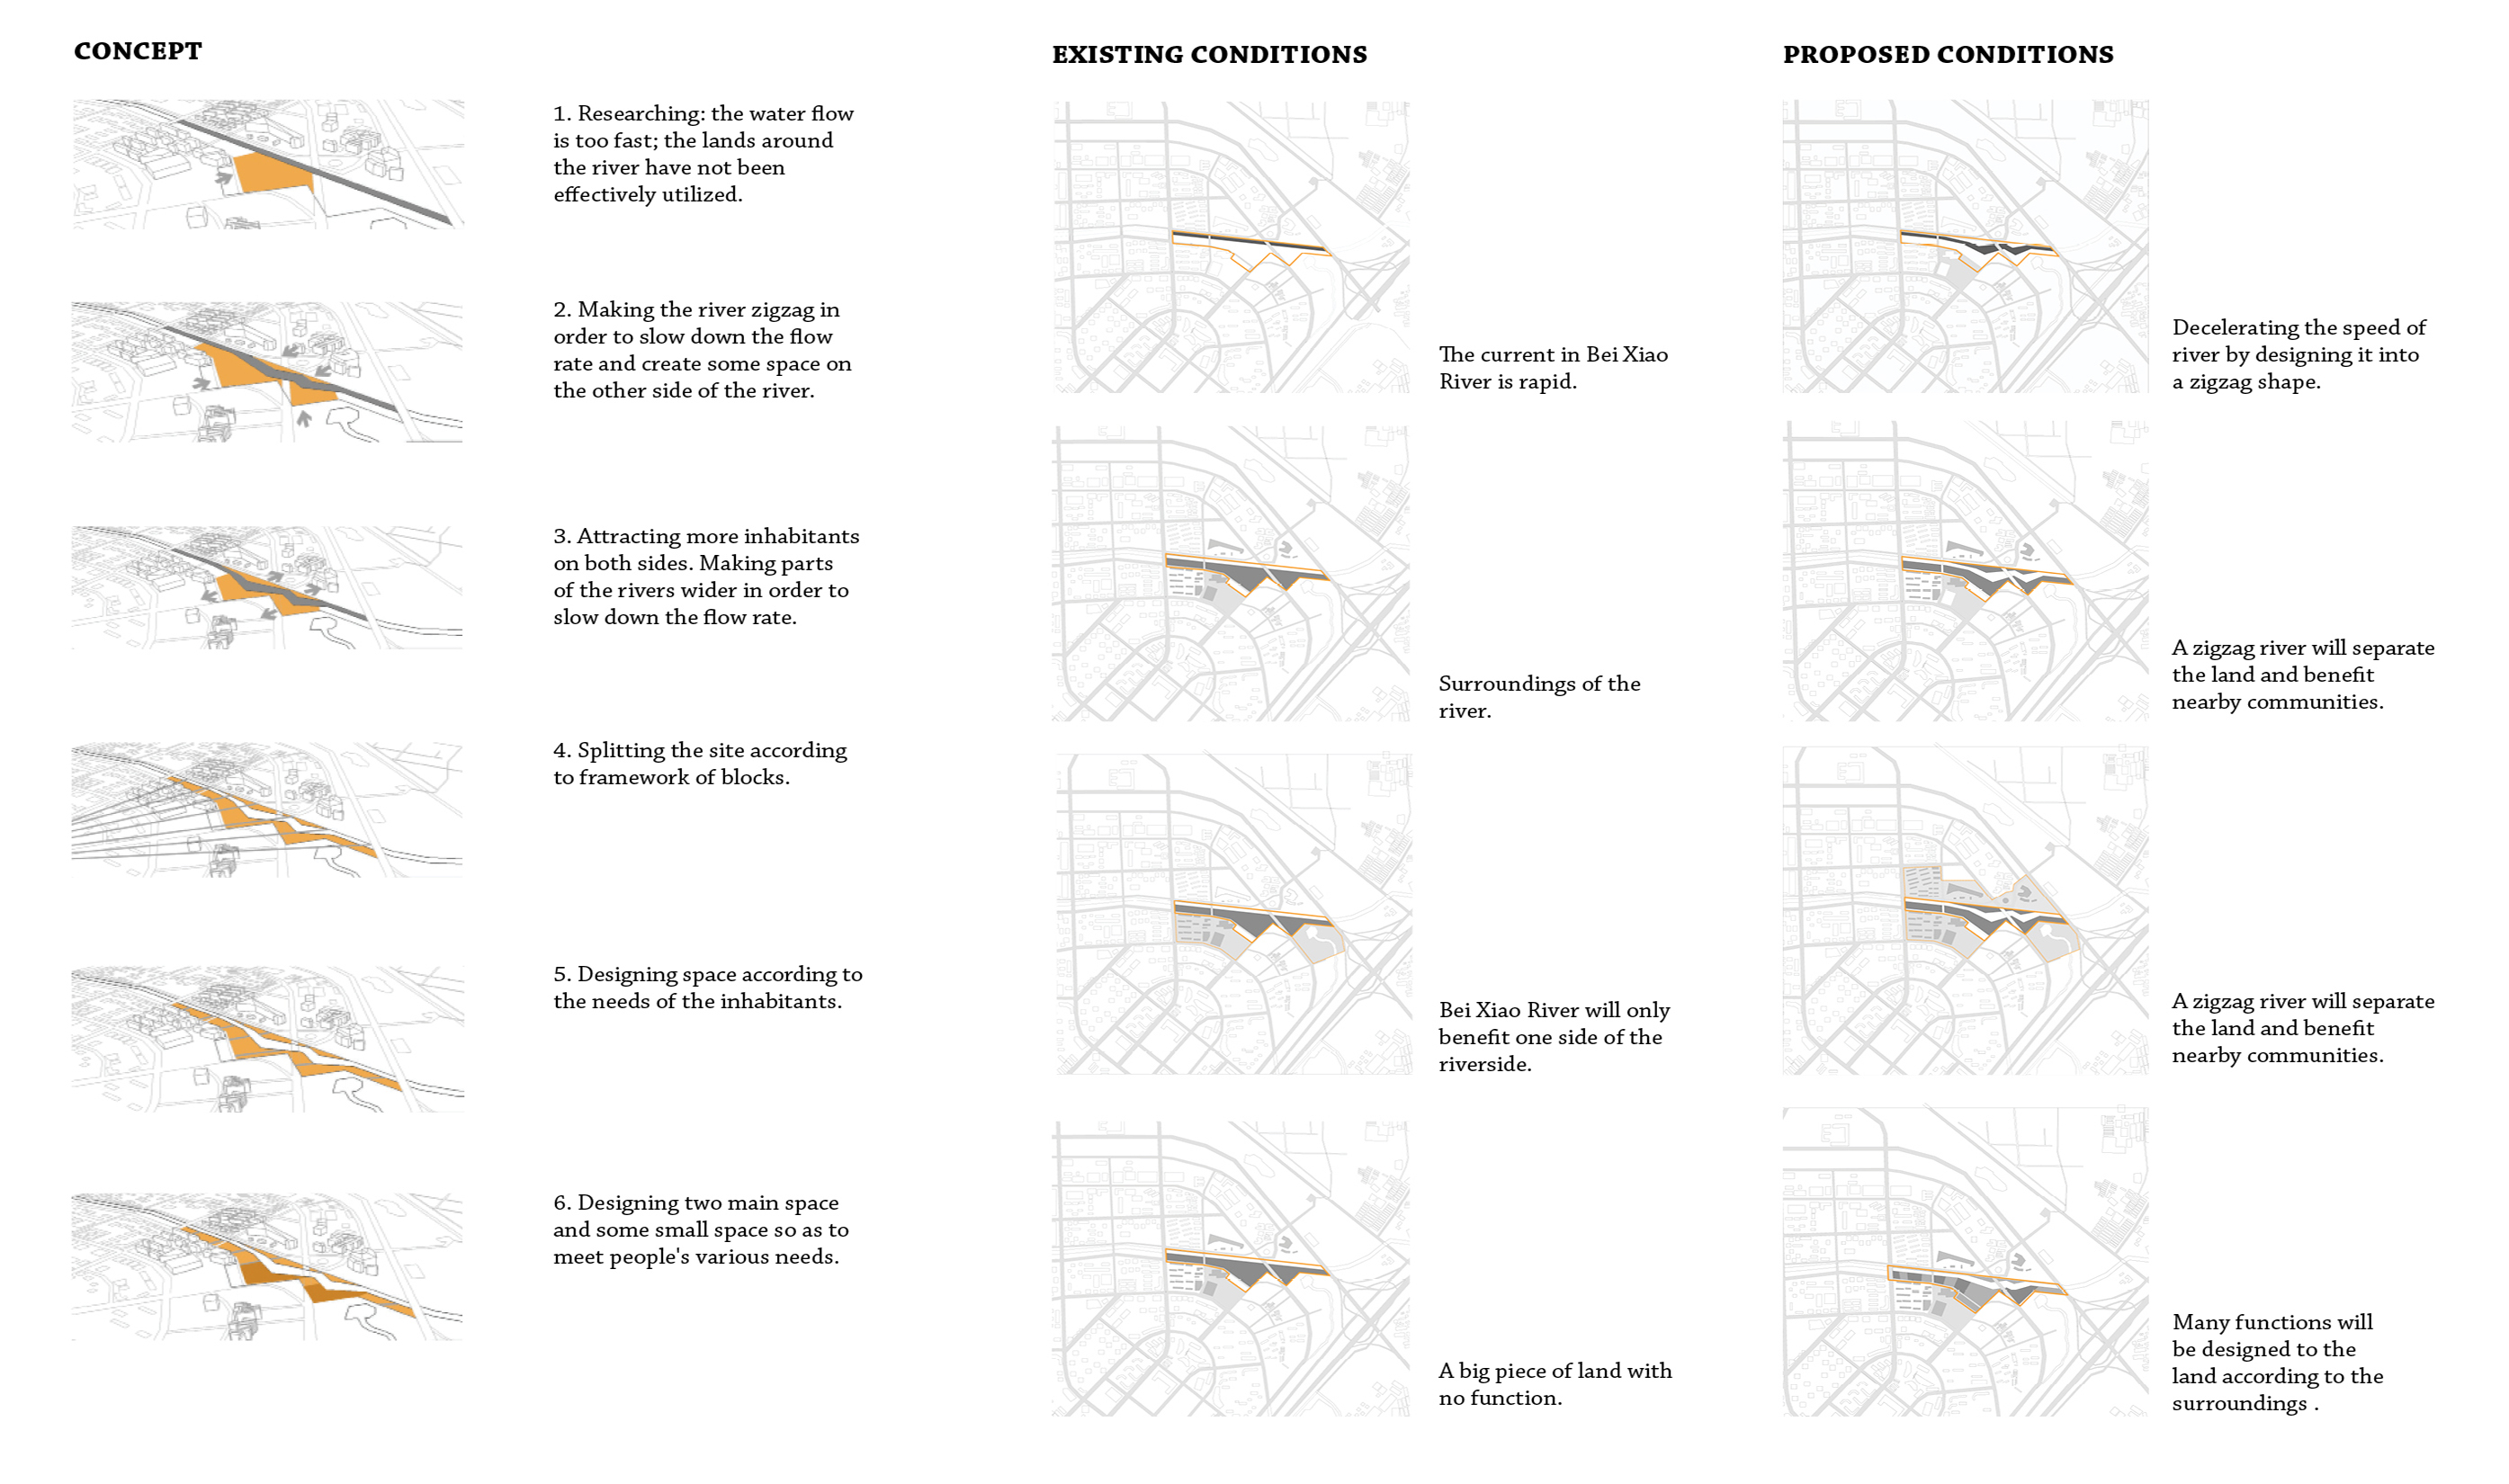 CONCEPT
1. Researching: the water flow
is too fast; the lands around
the river have not been
effectively utilized.
2. Making the river zigzag in
order to slow down the flow
rate and create some space on
the other side of the river.
3. Attracting more inhabitants
on both sides. Making parts
of the rivers wider in order to
slow down the flow rate.
4. Splitting the site according
to framework of blocks.
5. Designing space according to
the needs of the inhabitants.
6. Designing two main space
and some small space so as to
meet people's various needs.
EXISTING CONDITIONS
The current in Bei Xiao
River is rapid.
Surroundings of the
river.
Bei Xiao River will only
benefit one side of the
riverside.
A big piece of land with
no function.
PROPOSED CONDITIONS
Decelerating the speed of
river by designing it into
a zigzag shape.
A zigzag river will separate
the land and benefit
nearby communities.
A zigzag river will separate
the land and benefit
nearby communities.
Many functions will
be designed to the
land according to the
surroundings .